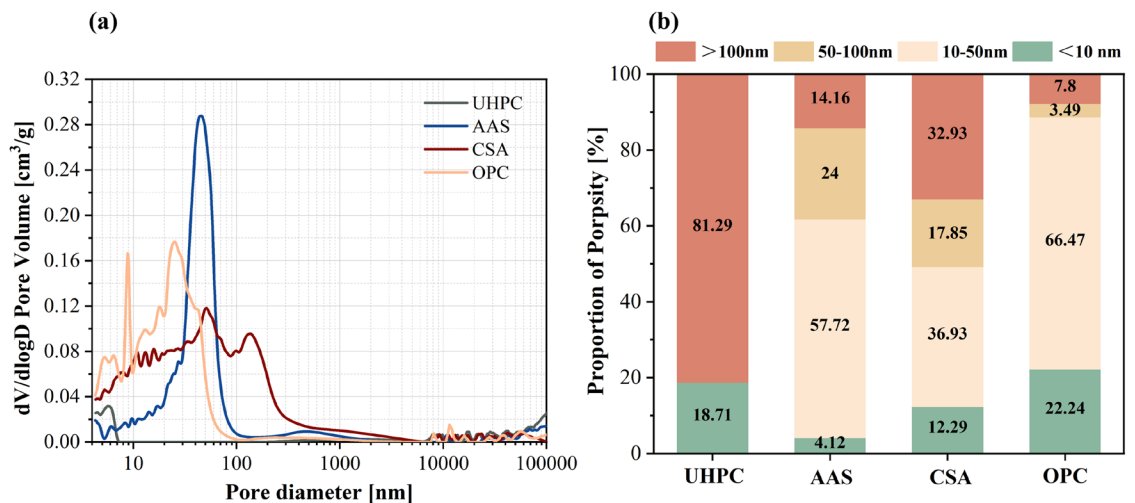 (a)
0.32
0.28
0.24
0.20
0.16
0.12
0.08
0.04
0.00
dV/dlogD Pore Volume [cm³/g]
UHPC
AAS
CSA
OPC
10 100 1000 10000 100000
Pore diameter [nm]
(b)
>100nm 50-100nm 10-50nm <10 nm
100
80
60
40
20
0
Proportion of Porpsity [%]
81.29
18.71
14.16
24
57.72
4.12
32.93
17.85
36.93
12.29
7.8
3.49
66.47
22.24
UHPC AAS CSA OPC